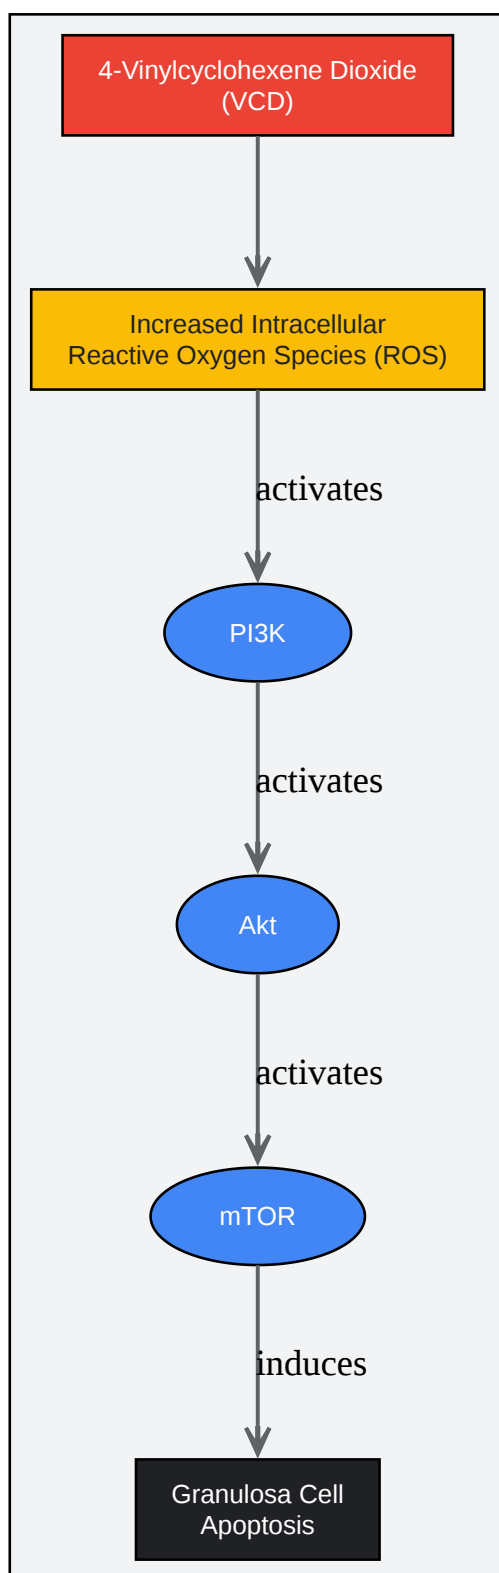 4-Vinylcyclohexene Dioxide
(VCD)
Increased Intracellular
Reactive Oxygen Species (ROS)
activates
PI3K
activates
Akt
activates
mTOR
induces
Granulosa Cell
Apoptosis